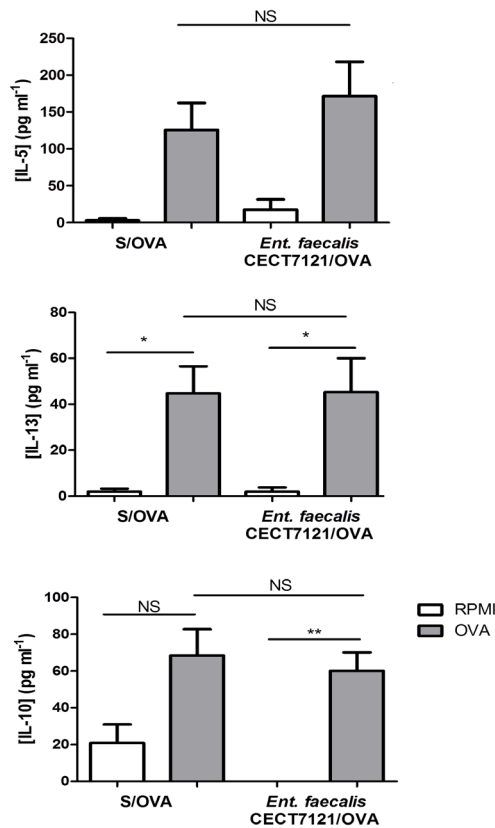 NS
250
200
150
100
50
0
[IL-5] (pg ml-1)
S/OVA
Ent. faecalis
CECT7121/OVA
NS
80
60
40
20
0
[IL-13] (pg ml-1)
*
*
S/OVA
Ent. faecalis
CECT7121/OVA
NS
100
80
60
40
20
0
[IL-10] (pg ml-1)
NS
**
RPMI
OVA
S/OVA
Ent. faecalis
CECT7121/OVA